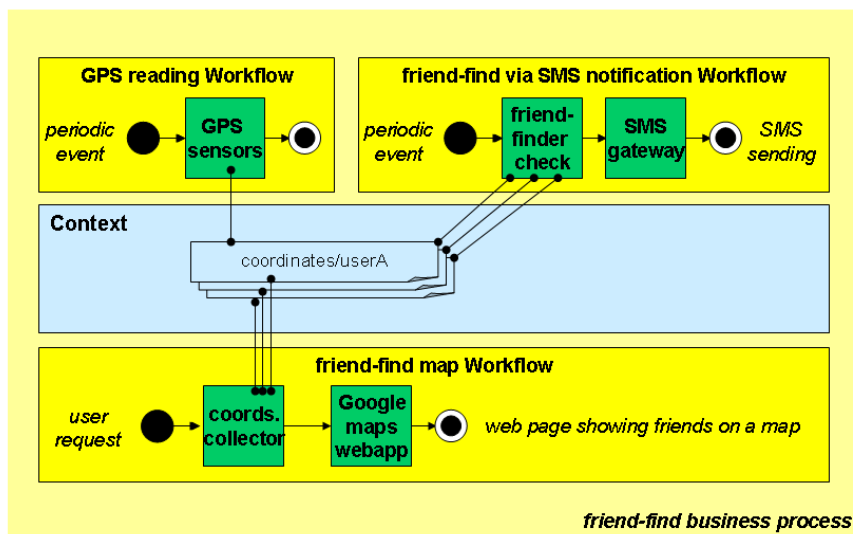 GPS reading Workflow
periodic
event
GPS
sensors
friend-find via SMS notification Workflow
periodic
event
friend-
finder
check
SMS
gateway
SMS
sending
Context
coordinates/userA
friend-find map Workflow
user
request
coords.
collector
Google
maps
webapp
web page showing friends on a map
friend-find business process